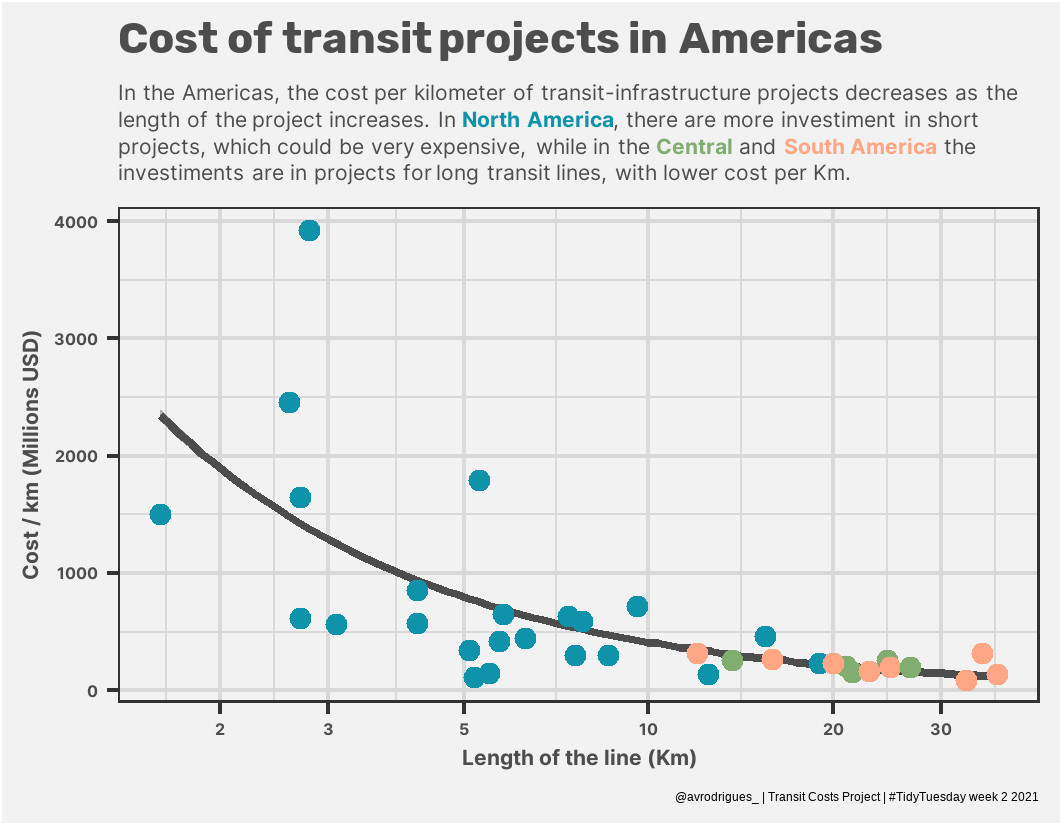 Cost of transit projects in Americas
In the Americas, the cost per kilometer of transit-infrastructure projects decreases as the
length of the project increases. In North America, there are more investiment in short
projects, which could be very expensive, while in the Central and South America the
investiments are in projects for long transit lines, with lower cost per Km.
4000
3000
2000
1000
0
Cost / km (Millions USD)
2 3 5 10 20 30
Length of the line (Km)
@avrodrigues_ | Transit Costs Project | #TidyTuesday week 2 2021